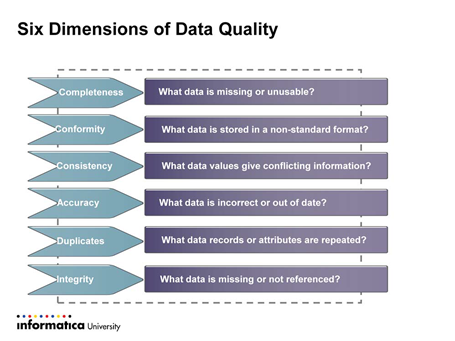 Six Dimensions of Data Quality
Completeness What data is missing or unusable?
Conformity What data is stored in a non-standard format?
Consistency What data values give conflicting information?
Accuracy What data is incorrect or out of date?
Duplicates What data records or attributes are repeated?
Integrity What data is missing or not referenced?
informatica University